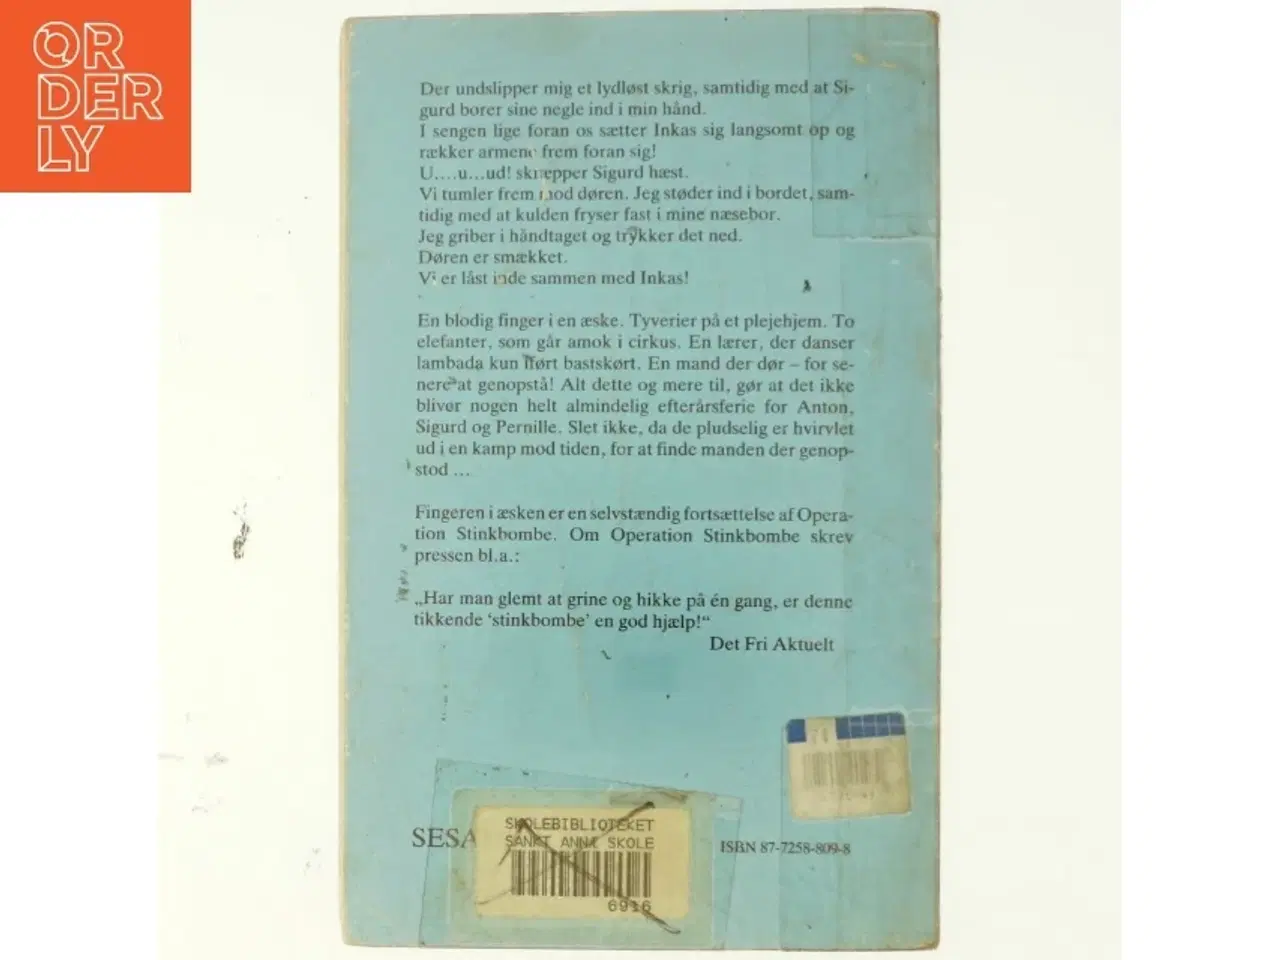 ORDERLY
Der undslipper mig et lydløst skrig, samtidig med at Si-
gurd borer sine negle ind i min hånd.
I sengen lige foran os sætter Inkas sig langsomt op og
rækker armene frem foran sig!
U....u...ud! skræpper Sigurd hæst.
Vi tumler frem mod døren. Jeg støder ind i bordet, sam-
tidig med at kulden fryser fast i mine næsebor.
Jeg griber i håndtaget og trykker det ned.
Døren er smækket.
Vi er låst inde sammen med Inkas!
En blodig finger i en æske. Tyverier på et plejehjem. To
elefanter, som går amok i cirkus. En lærer, der danser
lambada kun iført bastskørt. En mand der dør – for se-
nere at genopstå! Alt dette og mere til, gør at det ikke
bliver nogen helt almindelig efterårsferie for Anton,
Sigurd og Pernille. Slet ikke, da de pludselig er hvirvlet
ud i en kamp mod tiden, for at finde manden der genop-
stod ...
Fingeren i æsken er en selvstændig fortsættelse af Opera-
tion Stinkbombe. Om Operation Stinkbombe skrev
pressen bl.a.:
„Har man glemt at grine og hikke på én gang, er denne
tikkende 'stinkbombe' en god hjælp!“
Det Fri Aktuelt
SESA
SKOLEBIBLIOTEKET
SANKT ANNÆ SKOLE
6916
ISBN 87-7258-809-8